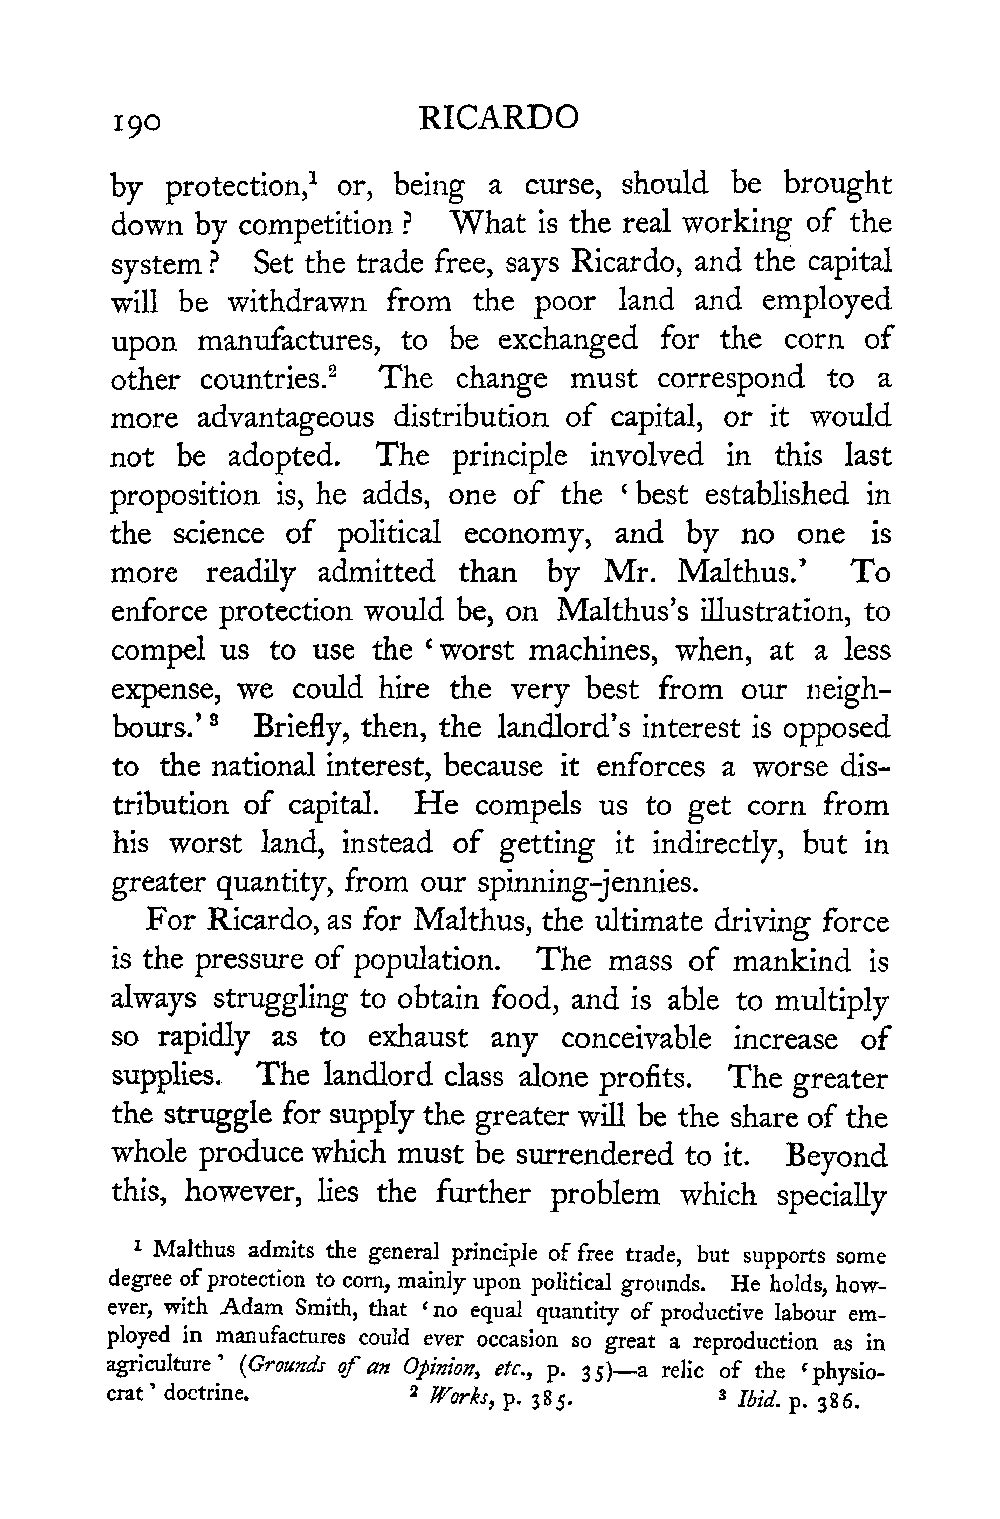 190 RICARDO
by protection,¹ or, being a curse, should be brought
down by competition ? What is the real working of the
system ? Set the trade free, says Ricardo, and the capital
will be withdrawn from the poor land and employed
upon manufactures, to be exchanged for the corn of
other countries.² The change must correspond to a
more advantageous distribution of capital, or it would
not be adopted. The principle involved in this last
proposition is, he adds, one of the ‘ best established in
the science of political economy, and by no one is
more readily admitted than by Mr. Malthus.’ To
enforce protection would be, on Malthus’s illustration, to
compel us to use the ‘ worst machines, when, at a less
expense, we could hire the very best from our neigh-
bours.’ ³ Briefly, then, the landlord’s interest is opposed
to the national interest, because it enforces a worse dis-
tribution of capital. He compels us to get corn from
his worst land, instead of getting it indirectly, but in
greater quantity, from our spinning-jennies.
For Ricardo, as for Malthus, the ultimate driving force
is the pressure of population. The mass of mankind is
always struggling to obtain food, and is able to multiply
so rapidly as to exhaust any conceivable increase of
supplies. The landlord class alone profits. The greater
the struggle for supply the greater will be the share of the
whole produce which must be surrendered to it. Beyond
this, however, lies the further problem which specially
¹ Malthus admits the general principle of free trade, but supports some
degree of protection to corn, mainly upon political grounds. He holds, how-
ever, with Adam Smith, that ‘ no equal quantity of productive labour em-
ployed in manufactures could ever occasion so great a reproduction as in
agriculture ’ (Grounds of an Opinion, etc., p. 35)—a relic of the ‘ physio-
crat ’ doctrine. ² Works, p. 385. ³ Ibid. p. 386.